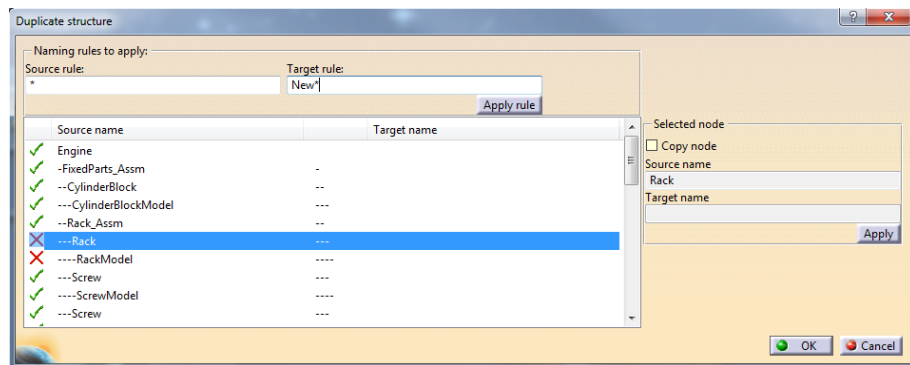 Duplicate structure
Naming rules to apply:
Source rule:
Target rule:
*
New*
Apply rule
Source name
Target name
Engine
-FixedParts_Assm
-
--CylinderBlock
--
---CylinderBlockModel
---
--Rack_Assm
--
---Rack
---
----RackModel
----
---Screw
---
----ScrewModel
----
---Screw
---
Selected node
Copy node
Source name
Rack
Target name
Apply
OK
Cancel